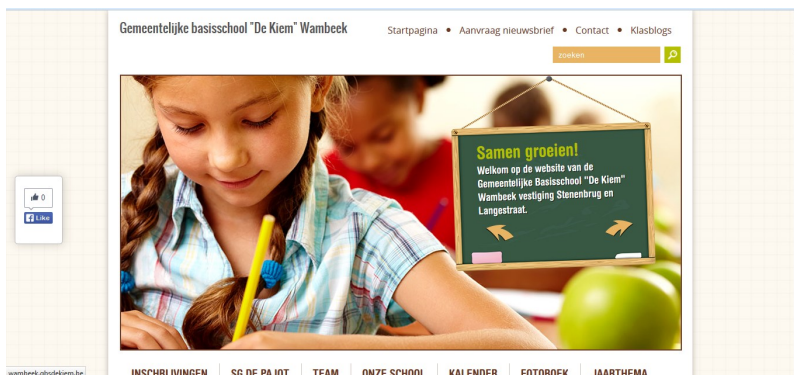 Gemeentelijke basisschool "De Kiem" Wambeek
Startpagina • Aanvraag nieuwsbrief • Contact • Klasblogs
zoeken
Samen groeien!
Welkom op de website van de
Gemeentelijke Basisschool "De Kiem"
Wambeek vestiging Stenenbrug en
Langestraat.
0
Like
INSCHRIJVINGEN SG DE PAJOT TEAM ONZE SCHOOL KALENDER FOTOBOEK JAARTHEMA
wambeek.gbsdekiem.be